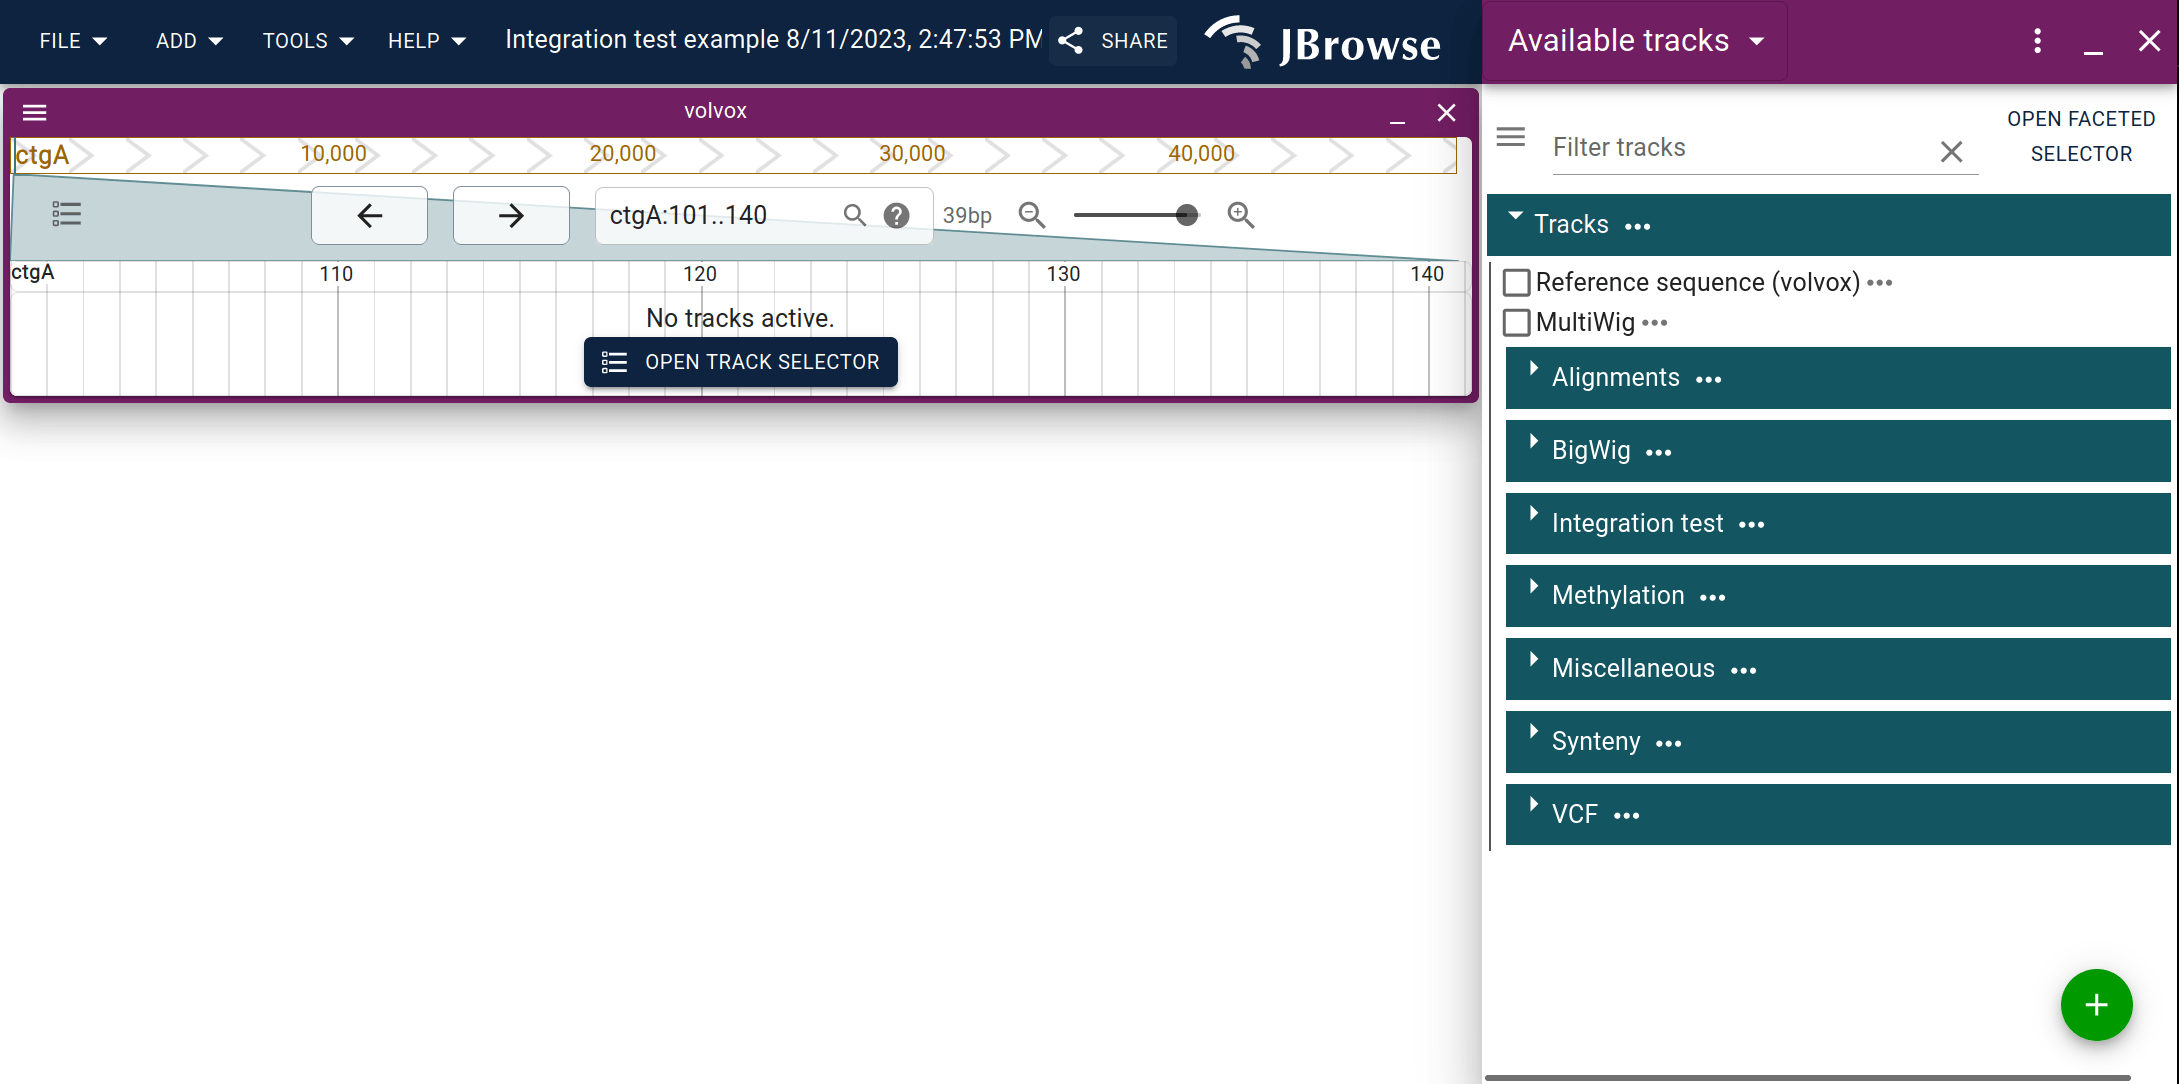 FILE ADD TOOLS HELP Integration test example 8/11/2023, 2:47:53 PM SHARE JBrowse
volvox
ctgA 10,000 20,000 30,000 40,000
ctgA:101..140 39bp
ctgA 110 120 130 140
No tracks active.
OPEN TRACK SELECTOR
Available tracks
Filter tracks
OPEN FACETED
SELECTOR
Tracks
Reference sequence (volvox)
MultiWig
Alignments
BigWig
Integration test
Methylation
Miscellaneous
Synteny
VCF